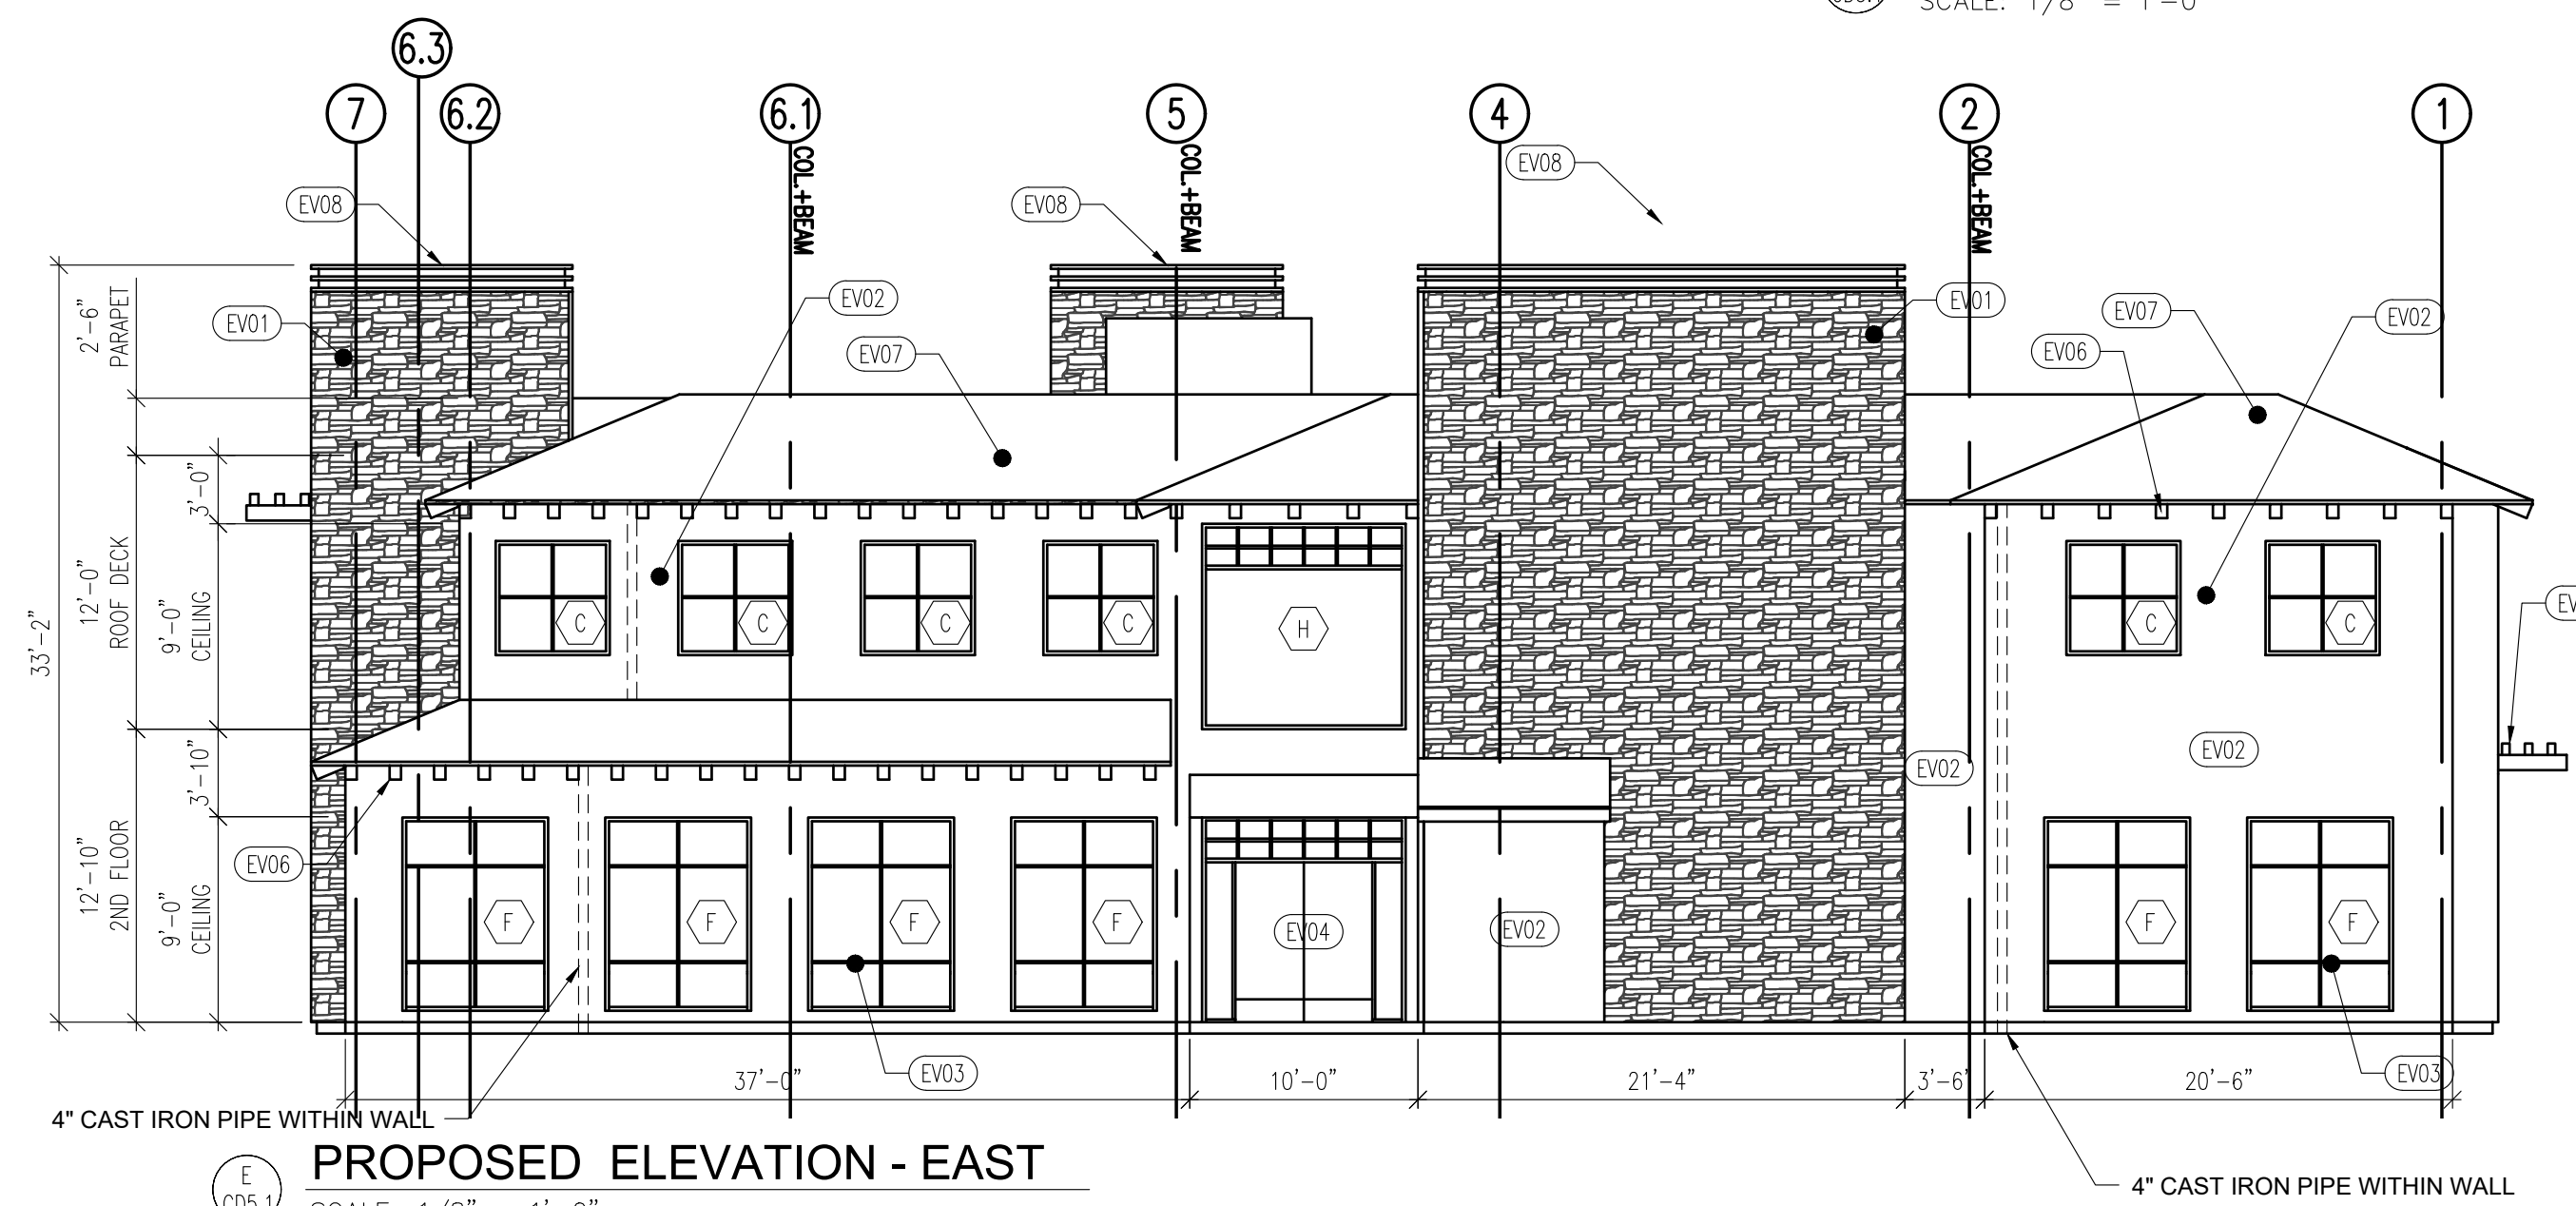 SCALE: 1/8" = 1'-0"
6.3
7
6.2
6.1
5
4
2
1
COL.+BEAM
COL.+BEAM
COL.+BEAM
EV08
EV08
EV08
EV01
EV02
EV07
EV01
EV06
EV07
EV02
33'-2"
2'-6"
PARAPET
12'-0"
ROOF DECK
3'-0"
9'-0"
CEILING
12'-10"
2ND FLOOR
3'-10"
9'-0"
CEILING
C
C
C
C
H
C
C
EV02
EV02
EV06
F
F
F
F
EV04
EV02
F
F
EV03
EV03
37'-0"
10'-0"
21'-4"
3'-6"
20'-6"
4" CAST IRON PIPE WITHIN WALL
4" CAST IRON PIPE WITHIN WALL
E
CD5.1
PROPOSED ELEVATION - EAST